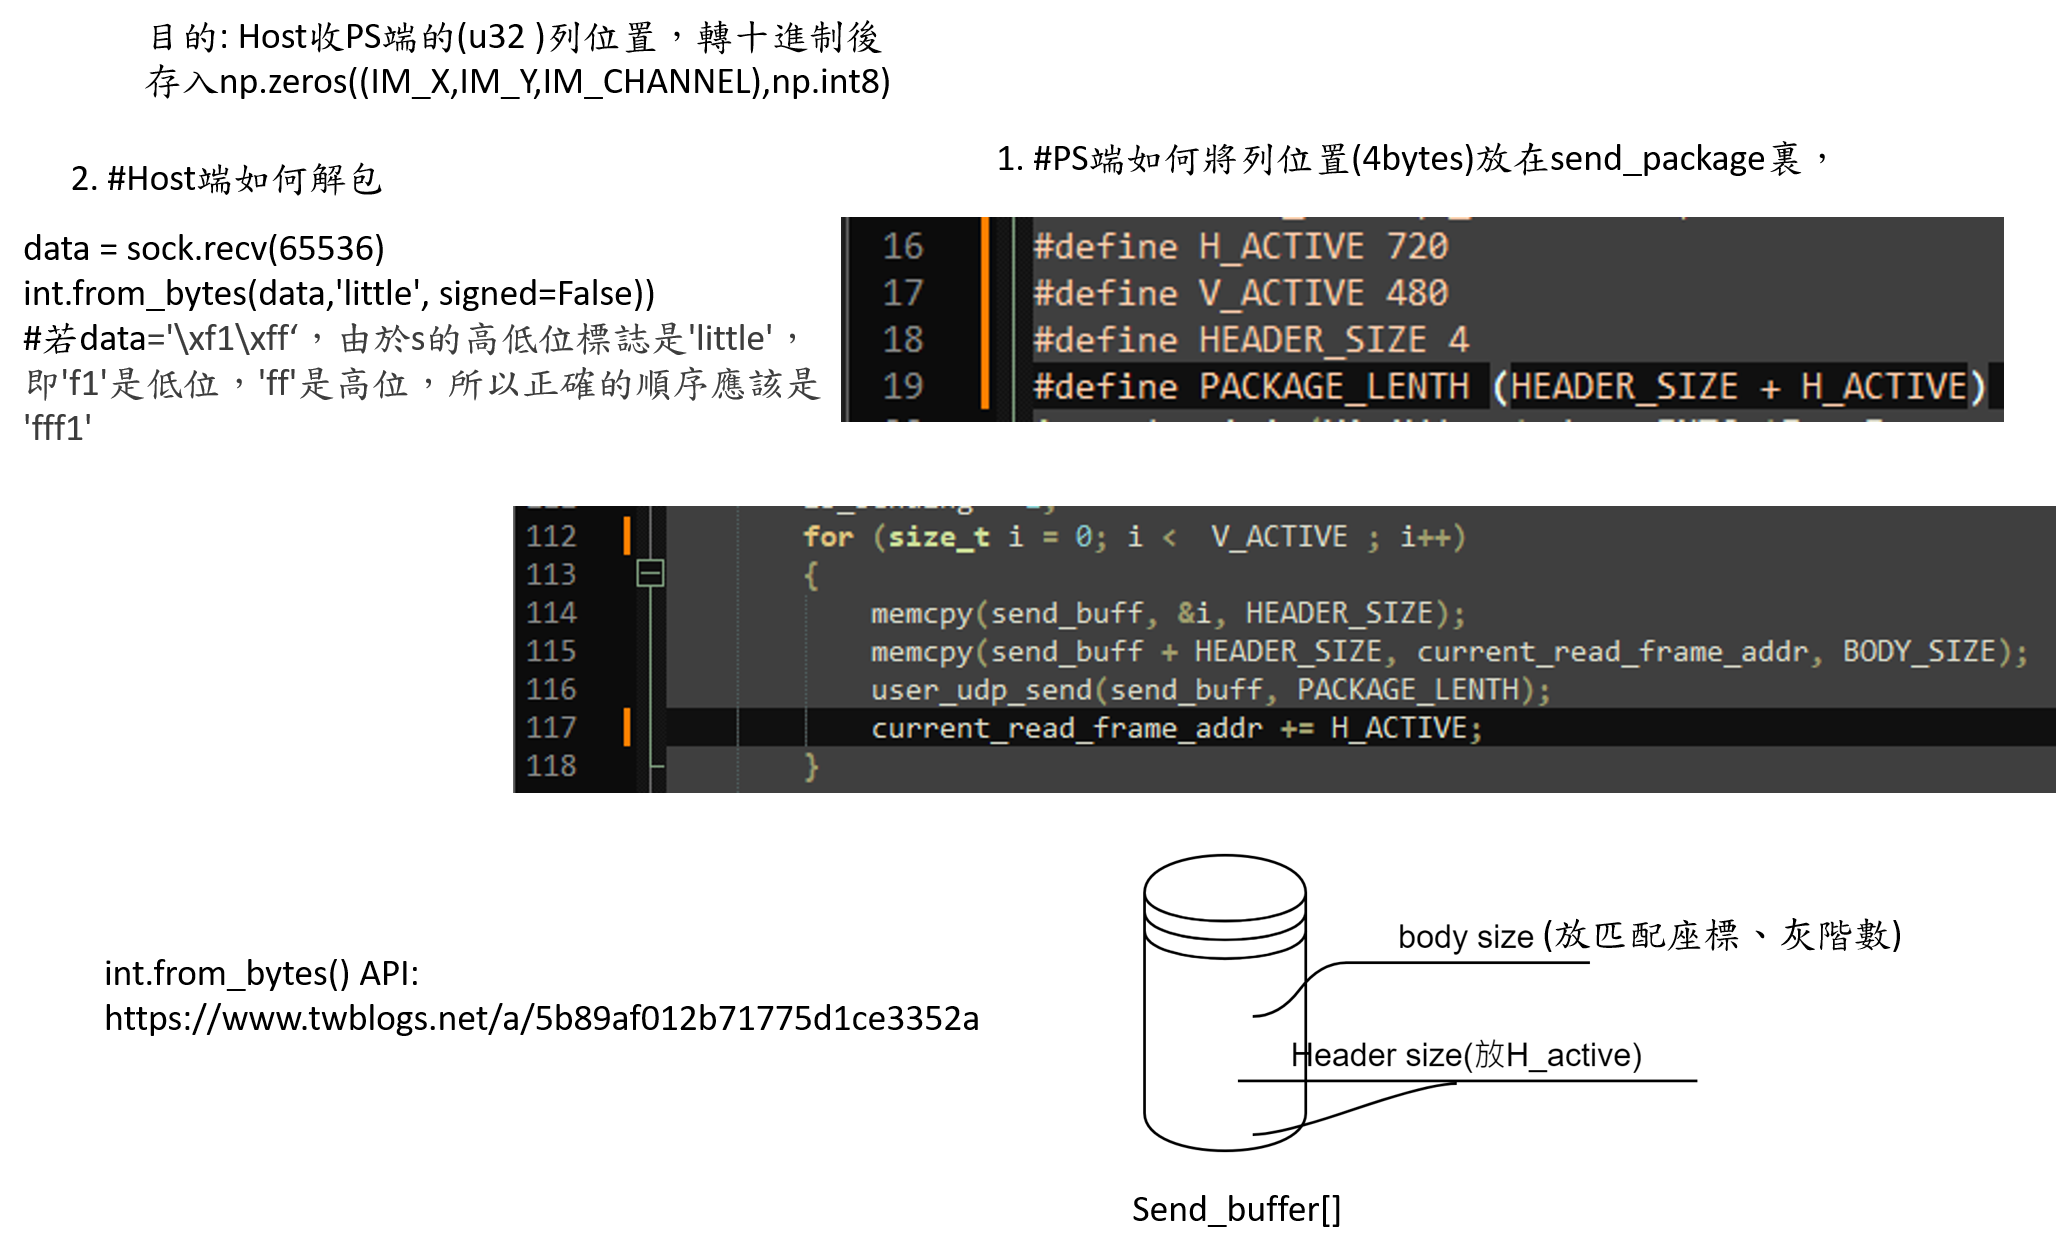 目的: Host收PS端的(u32 )列位置，轉十進制後
存入np.zeros((IM_X,IM_Y,IM_CHANNEL),np.int8)
1. #PS端如何將列位置(4bytes)放在send_package裏，
2. #Host端如何解包
data = sock.recv(65536)
int.from_bytes(data,'little', signed=False))
#若data='\xf1\xff‘，由於s的高低位標誌是'little'，
即'f1'是低位，'ff'是高位，所以正確的順序應該是
'fff1'
16 #define H_ACTIVE 720
17 #define V_ACTIVE 480
18 #define HEADER_SIZE 4
19 #define PACKAGE_LENTH (HEADER_SIZE + H_ACTIVE)
112 for (size_t i = 0; i <  V_ACTIVE ; i++)
113 {
114 memcpy(send_buff, &i, HEADER_SIZE);
115 memcpy(send_buff + HEADER_SIZE, current_read_frame_addr, BODY_SIZE);
116 user_udp_send(send_buff, PACKAGE_LENTH);
117 current_read_frame_addr += H_ACTIVE;
118 }
body size (放匹配座標、灰階數)
int.from_bytes() API:
https://www.twblogs.net/a/5b89af012b71775d1ce3352a
Header size(放H_active)
Send_buffer[]